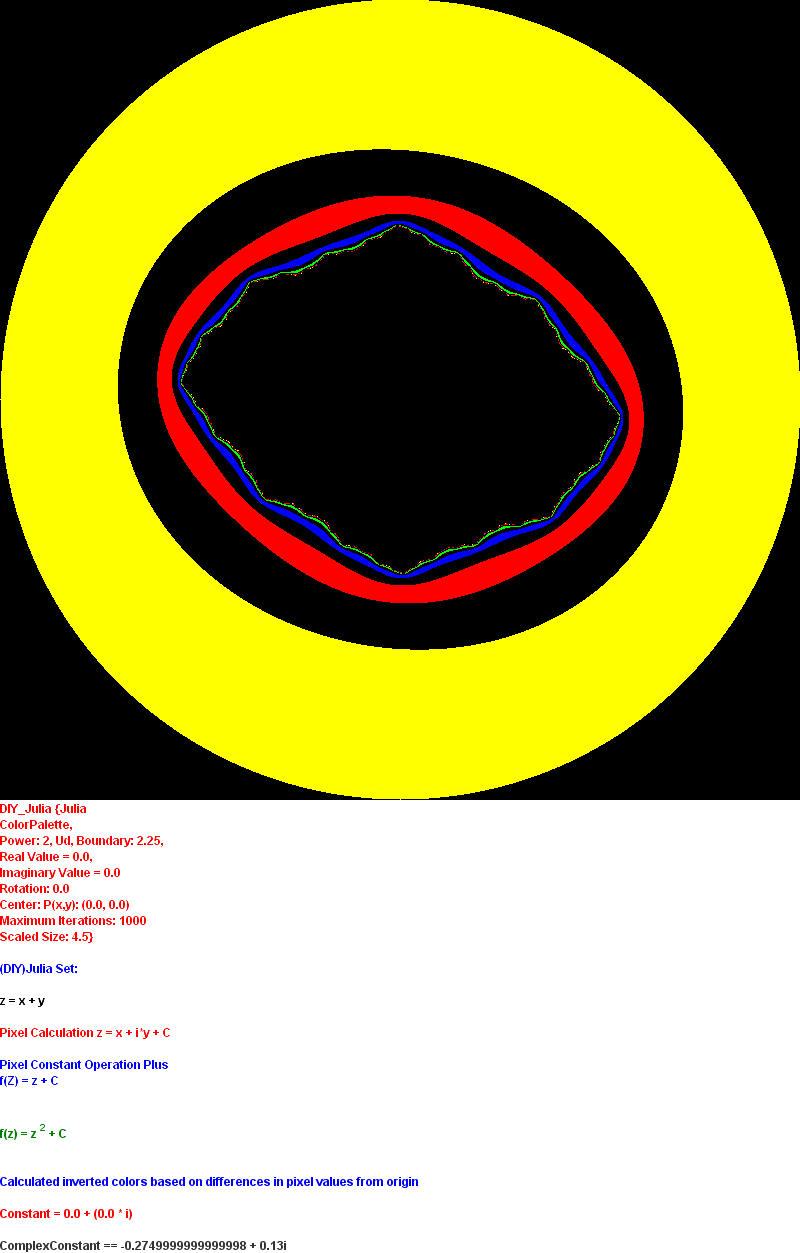 DIY_Julia {Julia
ColorPalette,
Power: 2, Ud, Boundary: 2.25,
Real Value = 0.0,
Imaginary Value = 0.0
Rotation: 0.0
Center: P(x,y): (0.0, 0.0)
Maximum Iterations: 1000
Scaled Size: 4.5}
(DIY)Julia Set:
z = x + y
Pixel Calculation z = x + i*y + C
Pixel Constant Operation Plus
f(Z) = z + C
f(z) = z ² + C
Calculated inverted colors based on differences in pixel values from origin
Constant = 0.0 + (0.0 * i)
ComplexConstant == -0.2749999999999998 + 0.13i